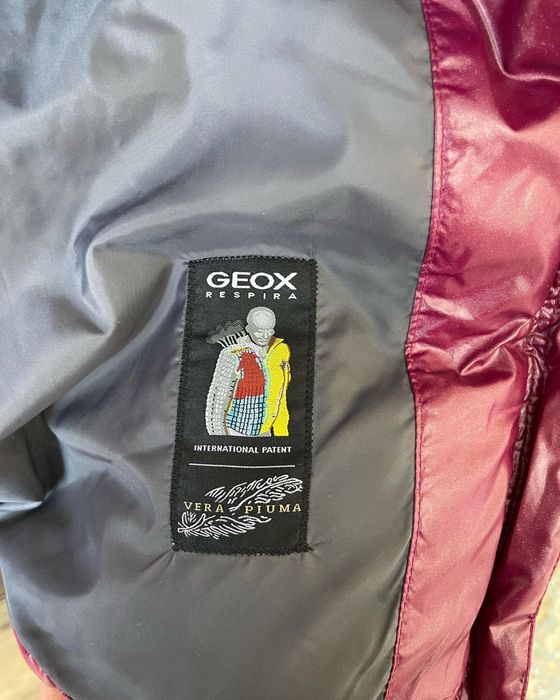 GEOX
RESPIRA
INTERNATIONAL PATENT
VERA PIUMA